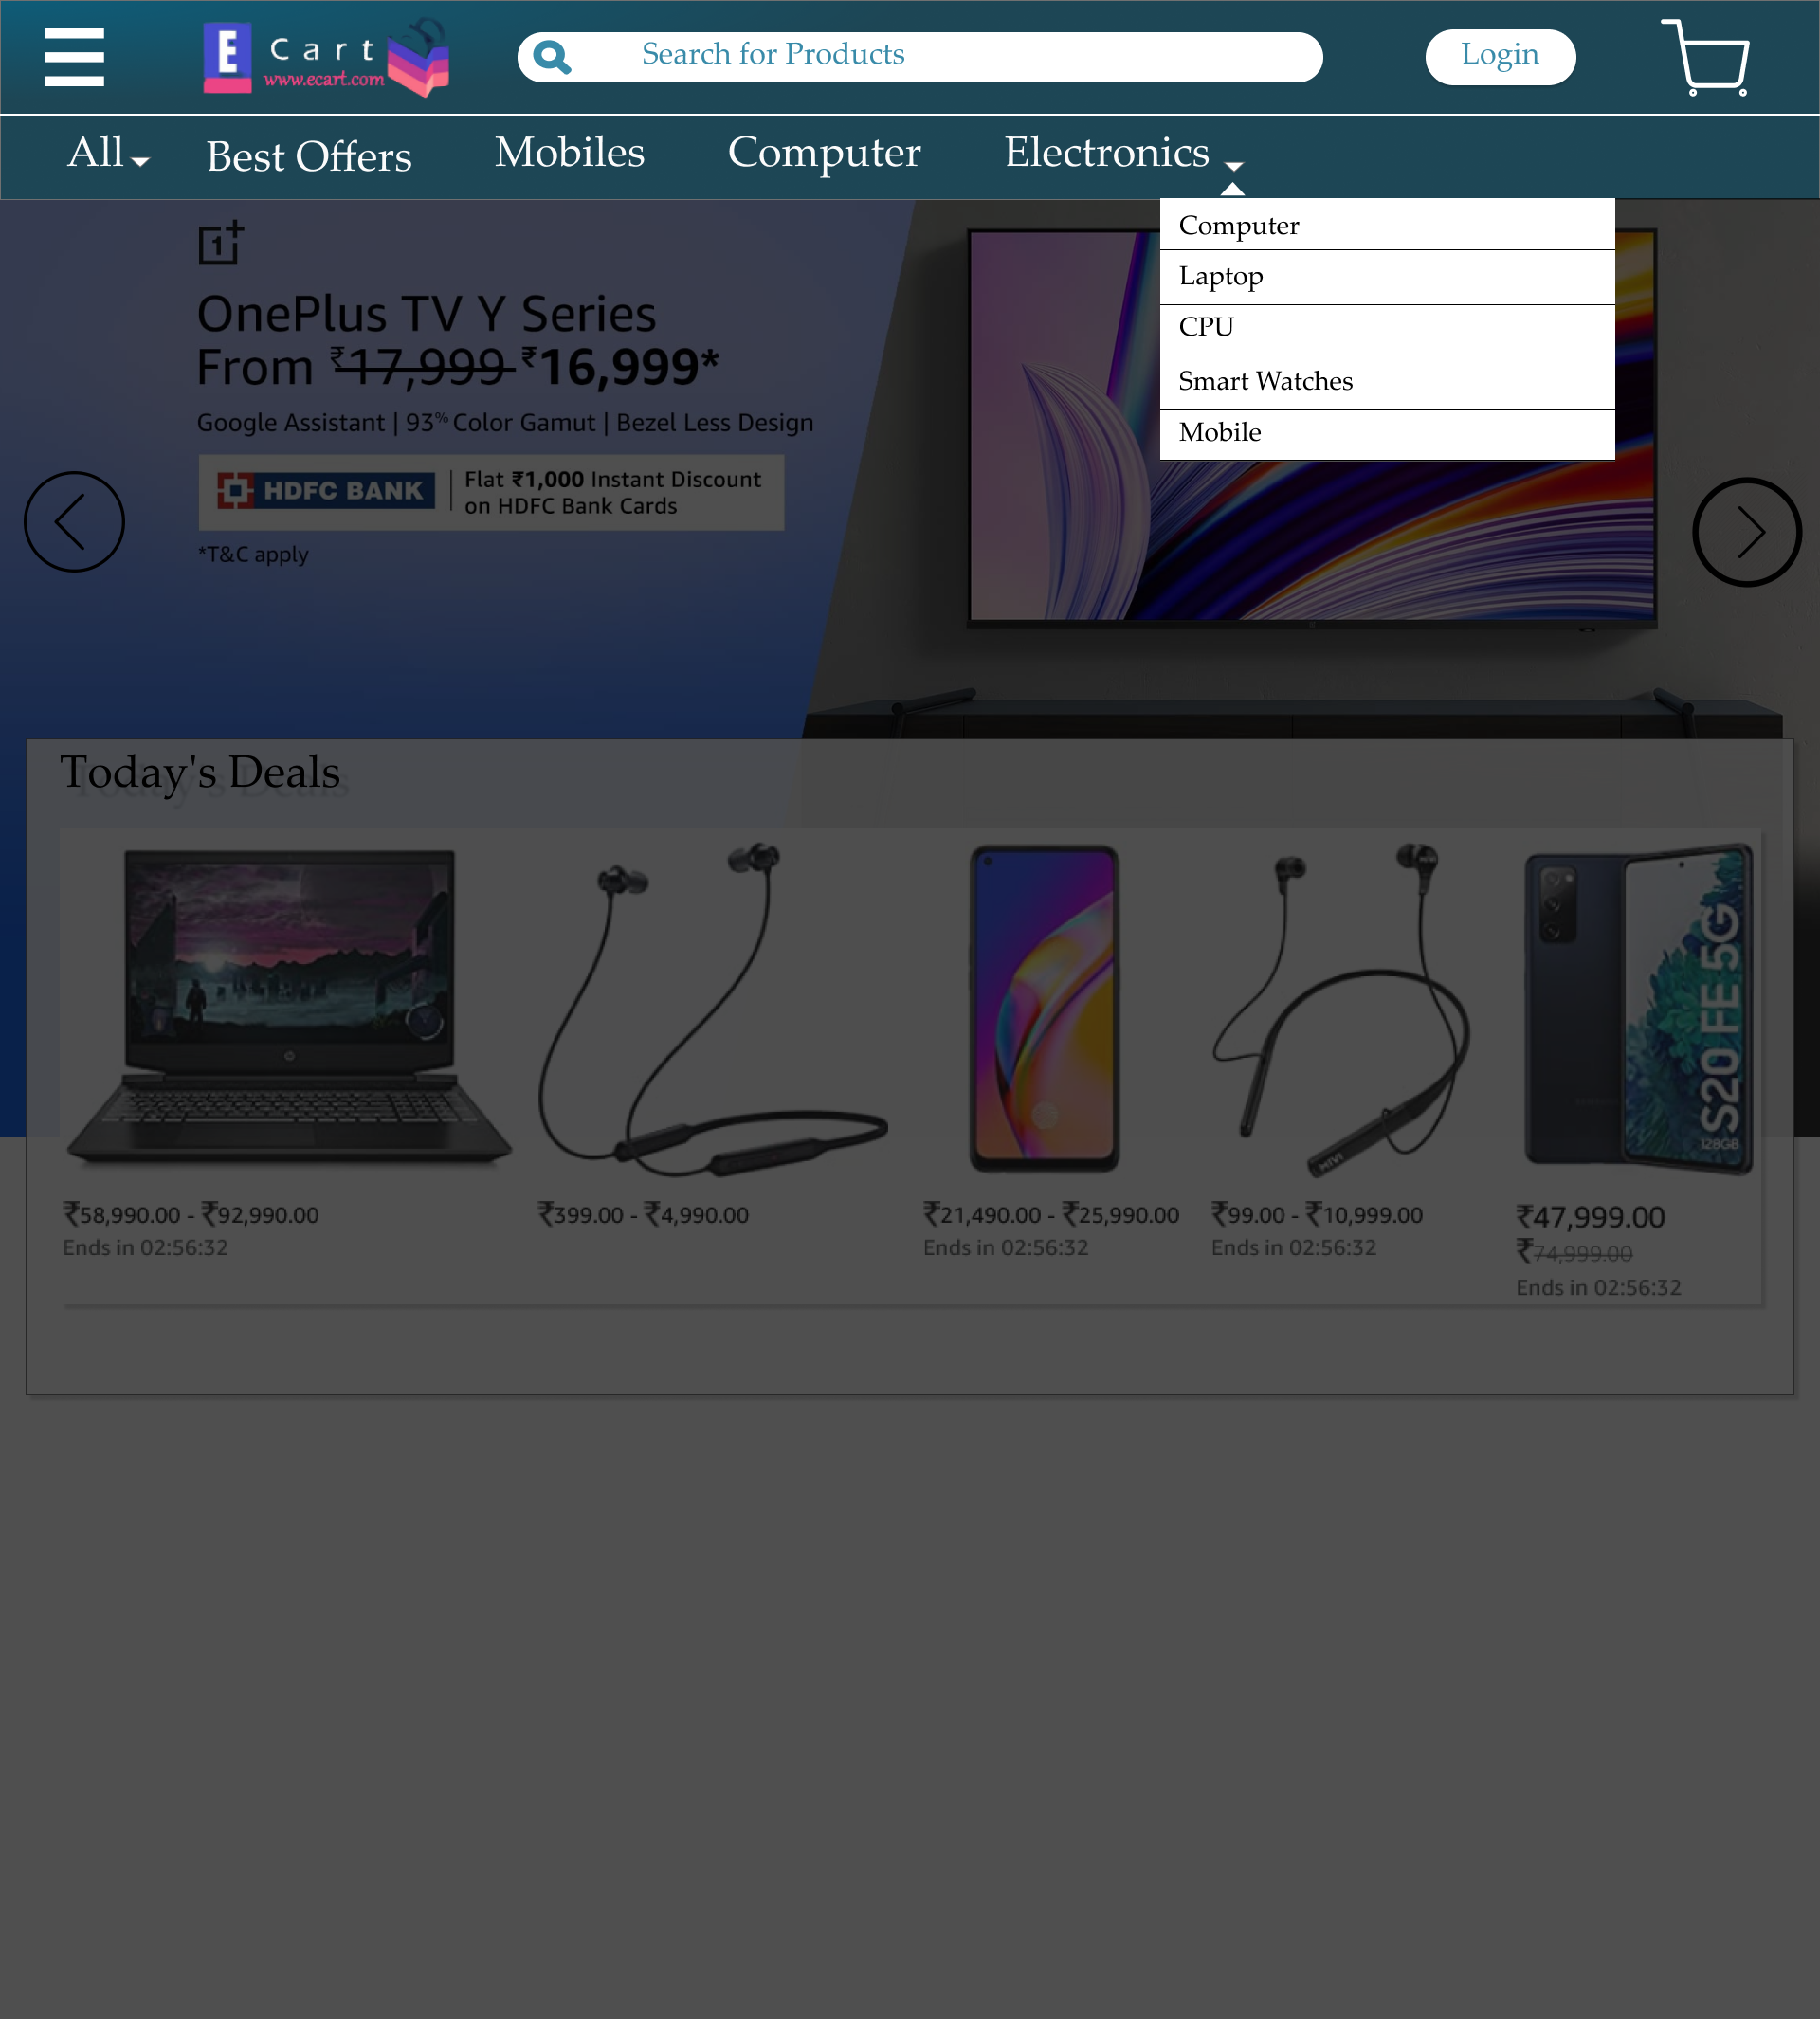 E Cart
www.ecart.com
Search for Products
Login
All
Best Offers
Mobiles
Computer
Electronics
Computer
Laptop
CPU
Smart Watches
Mobile
1+
OnePlus TV Y Series
From ₹17,999 ₹16,999*
Google Assistant | 93% Color Gamut | Bezel Less Design
HDFC BANK
Flat ₹1,000 Instant Discount
on HDFC Bank Cards
*T&C apply
Today's Deals
MIVI
S20 FE 5G
128GB
₹58,990.00 - ₹92,990.00
Ends in 02:56:32
₹399.00 - ₹4,990.00
₹21,490.00 - ₹25,990.00
Ends in 02:56:32
₹99.00 - ₹10,999.00
Ends in 02:56:32
₹47,999.00
₹74,999.00
Ends in 02:56:32